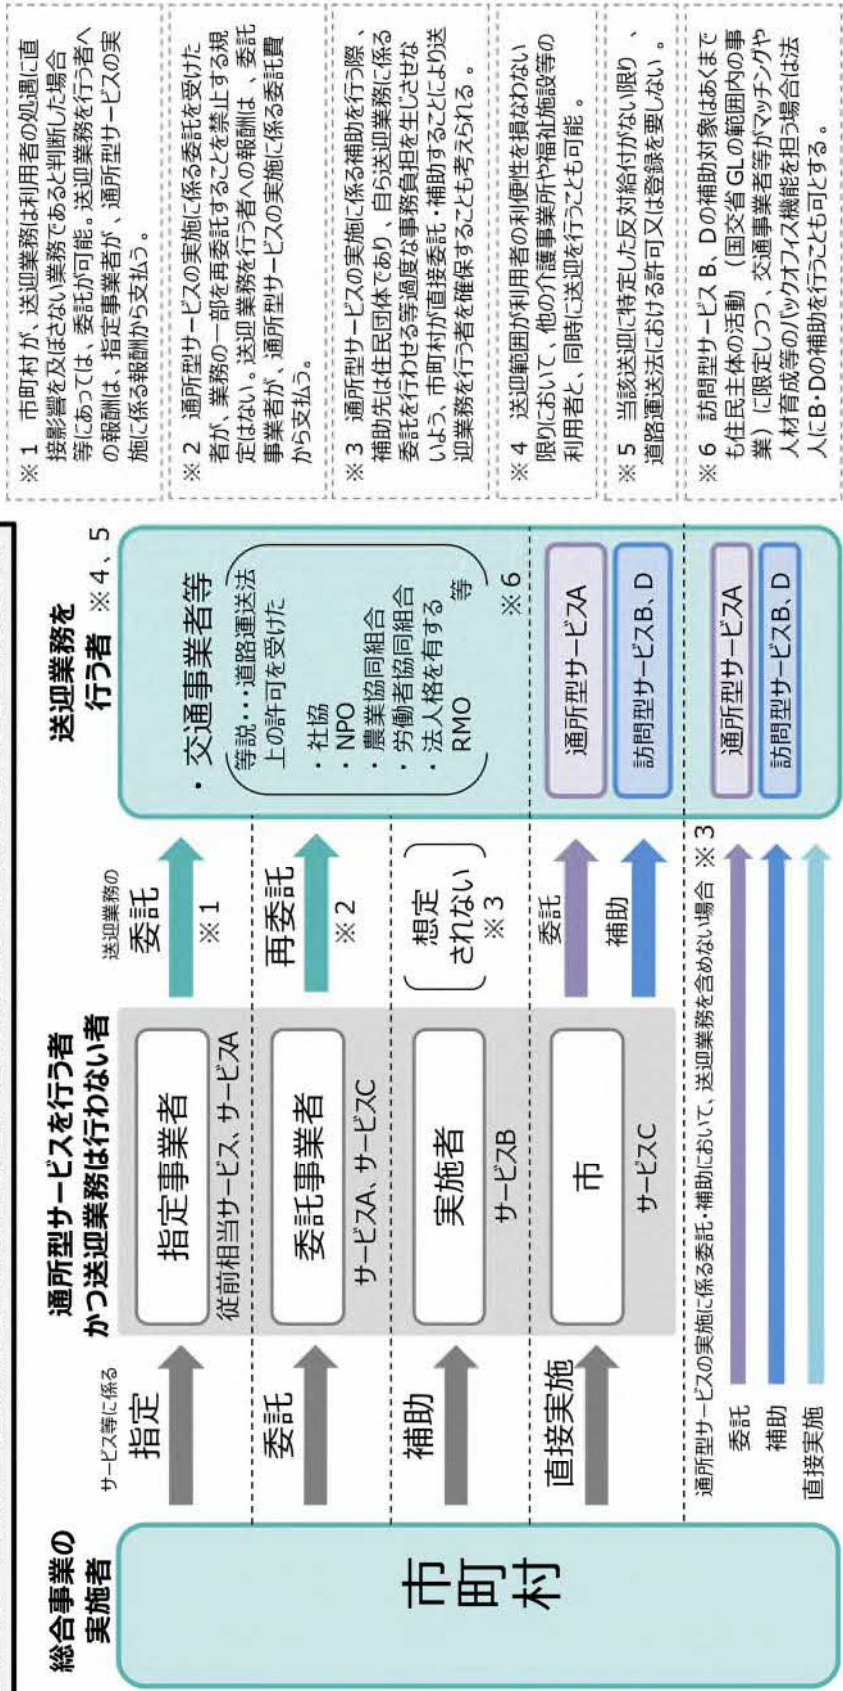 総合事業の
実施者
市町村
サービス等に係る
指定
委託
補助
直接実施
通所型サービスを行う者
かつ送迎業務は行わない者
指定事業者
従前相当サービス、サービスA
委託事業者
サービスA、サービスC
実施者
サービスB
市
サービスC
送迎業務の
委託
※1
再委託
※2
想定
されない
※3
委託
補助
通所型サービスの実施に係る委託・補助において、送迎業務を含めない場合 ※3
委託
補助
直接実施
送迎業務を
行う者 ※4、5
・交通事業者等
等説・・・道路運送法
上の許可を受けた
・社協
・NPO
・農業協同組合
・労働者協同組合
・法人格を有する
RMO 等
※6
通所型サービスA
訪問型サービスB、D
通所型サービスA
訪問型サービスB、D
※1 市町村が、送迎業務は利用者の処遇に直
接影響を及ぼさない業務であると判断した場合
等にあっては、委託が可能。送迎業務を行う者へ
の報酬は、指定事業者が、通所型サービスの実
施に係る報酬から支払う。
※2 通所型サービスの実施に係る委託を受けた
者が、業務の一部を再委託することを禁止する規
定はない。送迎業務を行う者への報酬は、委託
事業者が、通所型サービスの実施に係る委託費
から支払う。
※3 通所型サービスの実施に係る補助を行う際、
補助先は住民団体であり、自ら送迎業務に係る
委託を行わせる等過度な事務負担を生じさせな
いよう、市町村が直接委託・補助することにより送
迎業務を行う者を確保することも考えられる。
※4 送迎範囲が利用者の利便性を損なわない
限りにおいて、他の介護事業所や福祉施設等の
利用者と、同時に送迎を行うことも可能。
※5 当該送迎に特定した反対給付がない限り、
道路運送法における許可又は登録を要しない。
※6 訪問型サービスB、Dの補助対象はあくまで
も住民主体の活動（国交省GLの範囲内の事
業）に限定しつつ、交通事業者等がマッチングや
人材育成等のバックオフィス機能を担う場合は法
人にB・Dの補助を行うことも可とする。